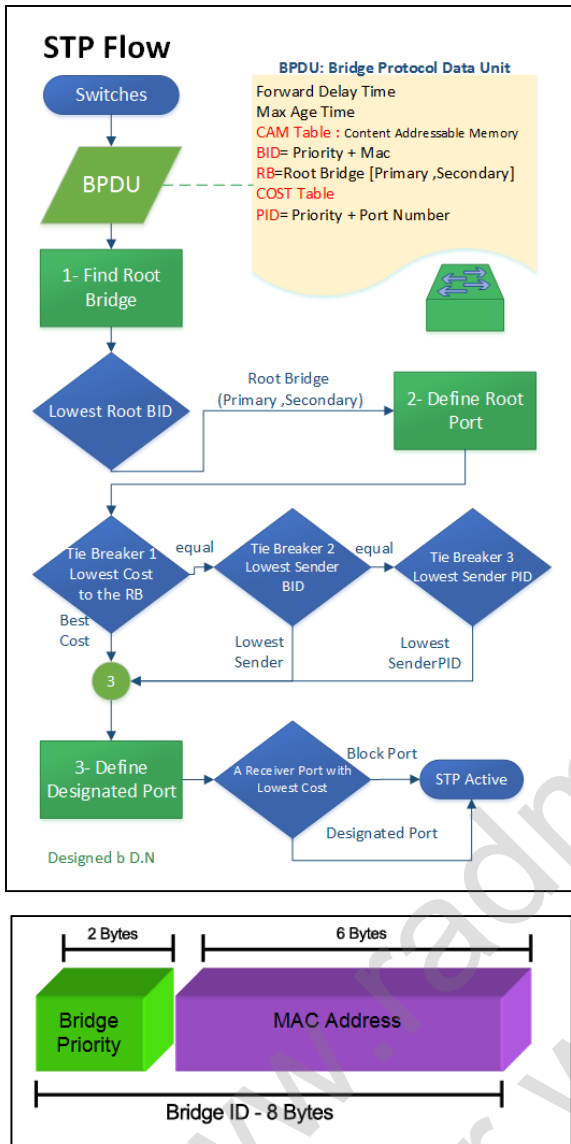 STP Flow
Switches
BPDU: Bridge Protocol Data Unit
Forward Delay Time
Max Age Time
CAM Table : Content Addressable Memory
BID= Priority + Mac
RB=Root Bridge [Primary ,Secondary]
COST Table
PID= Priority + Port Number
BPDU
1- Find Root
Bridge
Lowest Root BID
Root Bridge
(Primary ,Secondary)
2- Define Root
Port
Tie Breaker 1
Lowest Cost
to the RB
equal
Tie Breaker 2
Lowest Sender
BID
equal
Tie Breaker 3
Lowest Sender PID
Best
Cost
Lowest
Sender
Lowest
SenderPID
3
3- Define
Designated Port
A Receiver Port with
Lowest Cost
Block Port
STP Active
Designated Port
Designed b D.N
2 Bytes
6 Bytes
Bridge
Priority
MAC Address
Bridge ID - 8 Bytes